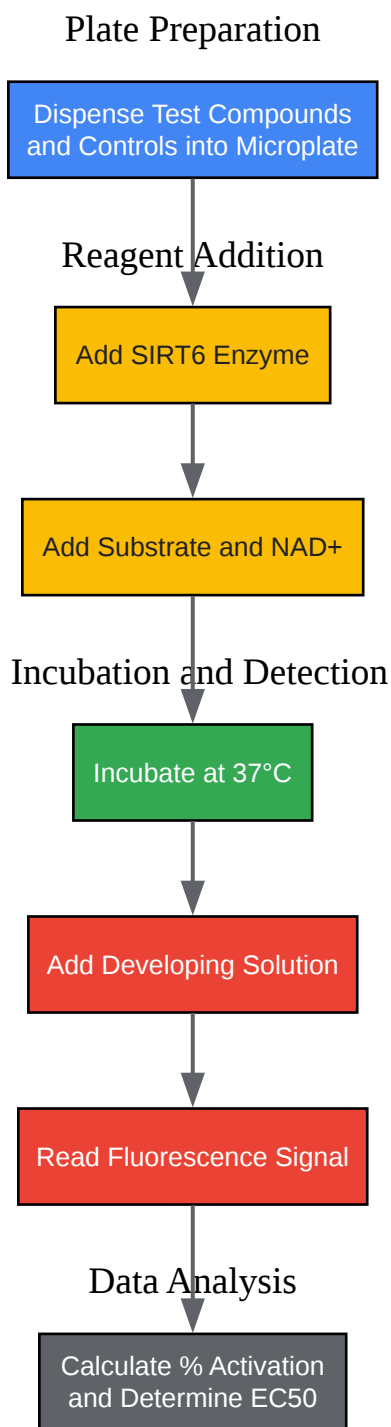 Plate Preparation
Dispense Test Compounds
and Controls into Microplate
Reagent Addition
Add SIRT6 Enzyme
Add Substrate and NAD+
Incubation and Detection
Incubate at 37°C
Add Developing Solution
Read Fluorescence Signal
Data Analysis
Calculate % Activation
and Determine EC50